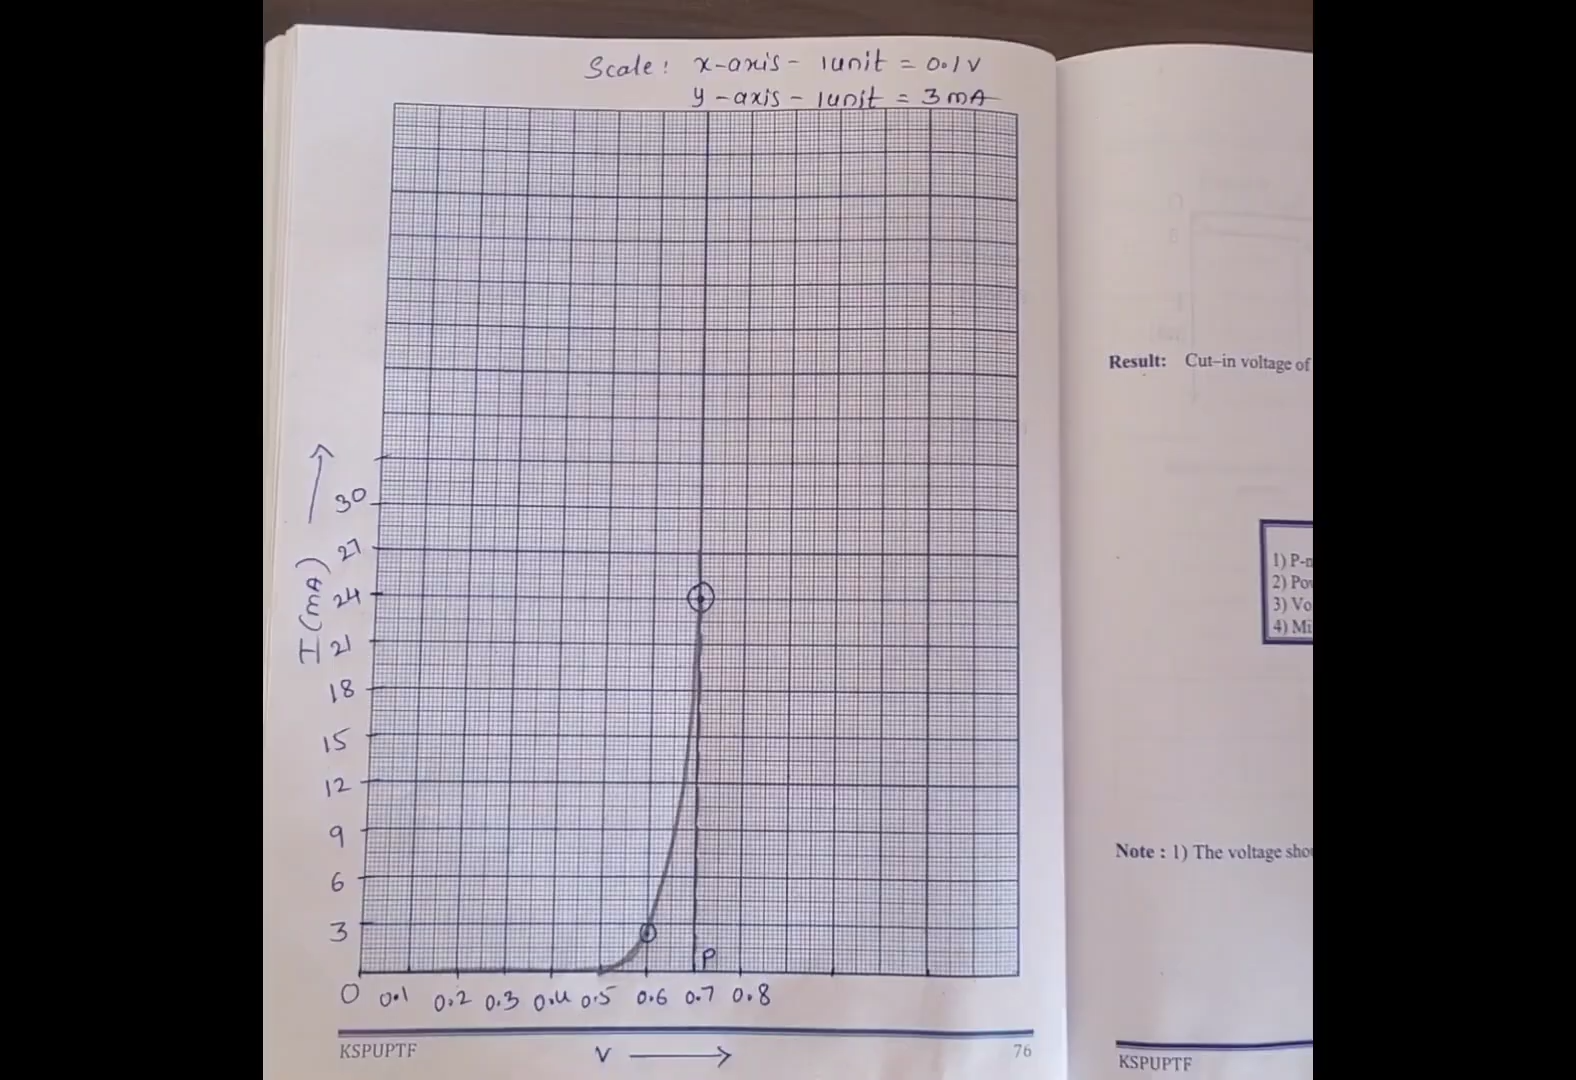 Scale: x-axis - 1unit = 0.1V
y-axis - 1unit = 3mA
I (mA)
30
27
24
21
18
15
12
9
6
3
P
0 0.1 0.2 0.3 0.4 0.5 0.6 0.7 0.8
V
KSPUPTF 76
Result: Cut-in voltage of
1) P-n
2) Po
3) Vo
4) Mi
Note : 1) The voltage sho
KSPUPTF